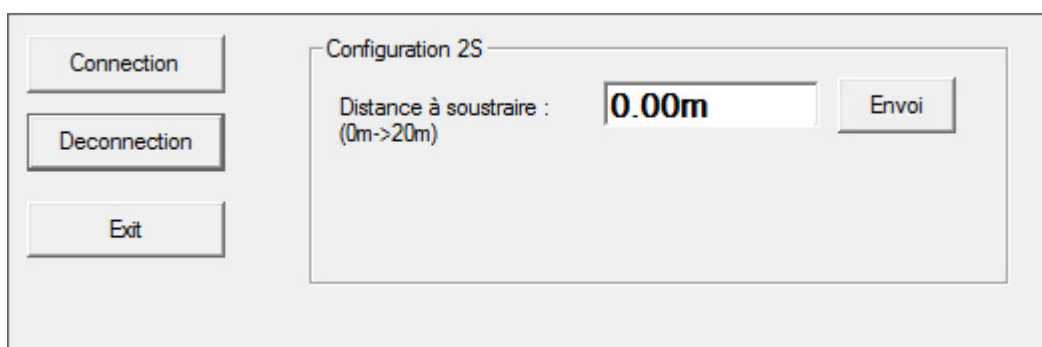 Connection
Deconnection
Exit
Configuration 2S
Distance à soustraire :
(0m->20m)
0.00m
Envoi